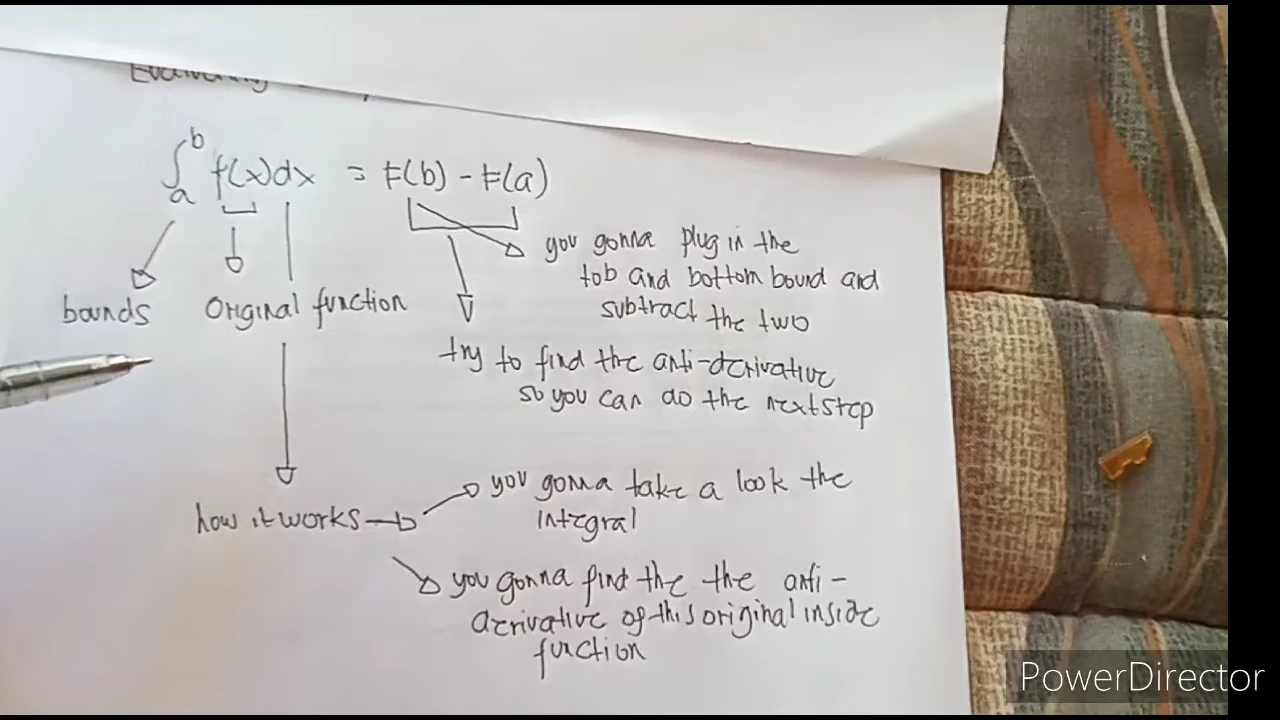 Evaluating
∫ₐᵇ f(x)dx = F(b) - F(a)
you gonna plug in the
tob and bottom bound and
subtract the two
bounds
Original function
try to find the anti-derivative
so you can do the next step
you gonna take a look the
integral
how it works
you gonna find the the anti-
derivative of this original inside
function
PowerDirector